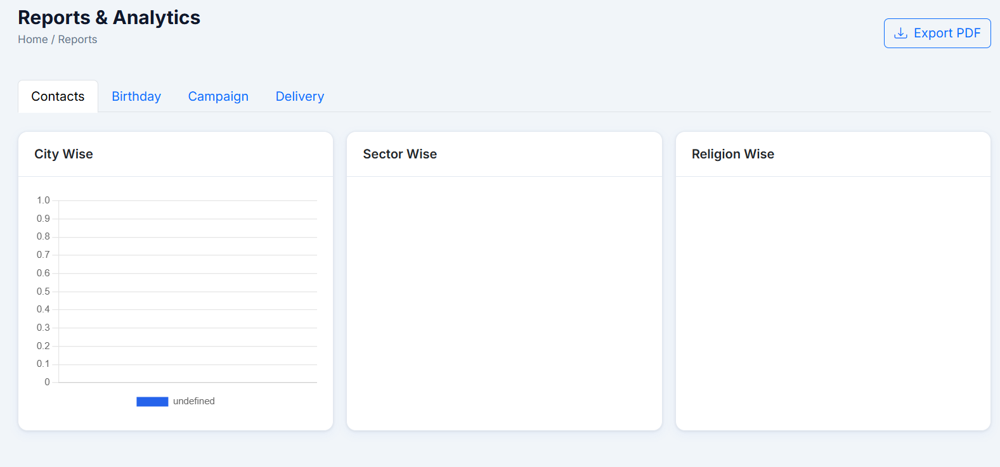 Reports & Analytics
Home / Reports
Export PDF
Contacts
Birthday
Campaign
Delivery
City Wise
Sector Wise
Religion Wise
1.0
0.9
0.8
0.7
0.6
0.5
0.4
0.3
0.2
0.1
0
undefined